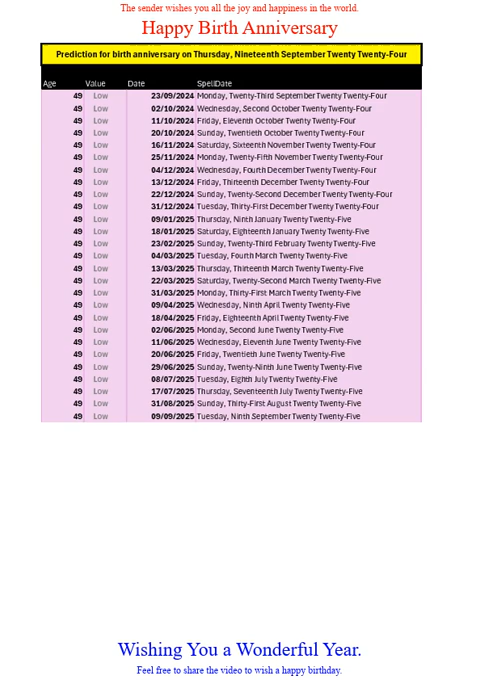 The sender wishes you all the joy and happiness in the world.
Happy Birth Anniversary
Prediction for birth anniversary on Thursday, Nineteenth September Twenty Twenty-Four
Age Value Date SpellDate
49 Low 23/09/2024 Monday, Twenty-Third September Twenty Twenty-Four
49 Low 02/10/2024 Wednesday, Second October Twenty Twenty-Four
49 Low 11/10/2024 Friday, Eleventh October Twenty Twenty-Four
49 Low 20/10/2024 Sunday, Twentieth October Twenty Twenty-Four
49 Low 16/11/2024 Saturday, Sixteenth November Twenty Twenty-Four
49 Low 25/11/2024 Monday, Twenty-Fifth November Twenty Twenty-Four
49 Low 04/12/2024 Wednesday, Fourth December Twenty Twenty-Four
49 Low 13/12/2024 Friday, Thirteenth December Twenty Twenty-Four
49 Low 22/12/2024 Sunday, Twenty-Second December Twenty Twenty-Four
49 Low 31/12/2024 Tuesday, Thirty-First December Twenty Twenty-Four
49 Low 09/01/2025 Thursday, Ninth January Twenty Twenty-Five
49 Low 18/01/2025 Saturday, Eighteenth January Twenty Twenty-Five
49 Low 23/02/2025 Sunday, Twenty-Third February Twenty Twenty-Five
49 Low 04/03/2025 Tuesday, Fourth March Twenty Twenty-Five
49 Low 13/03/2025 Thursday, Thirteenth March Twenty Twenty-Five
49 Low 22/03/2025 Saturday, Twenty-Second March Twenty Twenty-Five
49 Low 31/03/2025 Monday, Thirty-First March Twenty Twenty-Five
49 Low 09/04/2025 Wednesday, Ninth April Twenty Twenty-Five
49 Low 18/04/2025 Friday, Eighteenth April Twenty Twenty-Five
49 Low 02/06/2025 Monday, Second June Twenty Twenty-Five
49 Low 11/06/2025 Wednesday, Eleventh June Twenty Twenty-Five
49 Low 20/06/2025 Friday, Twentieth June Twenty Twenty-Five
49 Low 29/06/2025 Sunday, Twenty-Ninth June Twenty Twenty-Five
49 Low 08/07/2025 Tuesday, Eighth July Twenty Twenty-Five
49 Low 17/07/2025 Thursday, Seventeenth July Twenty Twenty-Five
49 Low 31/08/2025 Sunday, Thirty-First August Twenty Twenty-Five
49 Low 09/09/2025 Tuesday, Ninth September Twenty Twenty-Five
Wishing You a Wonderful Year.
Feel free to share the video to wish a happy birthday.